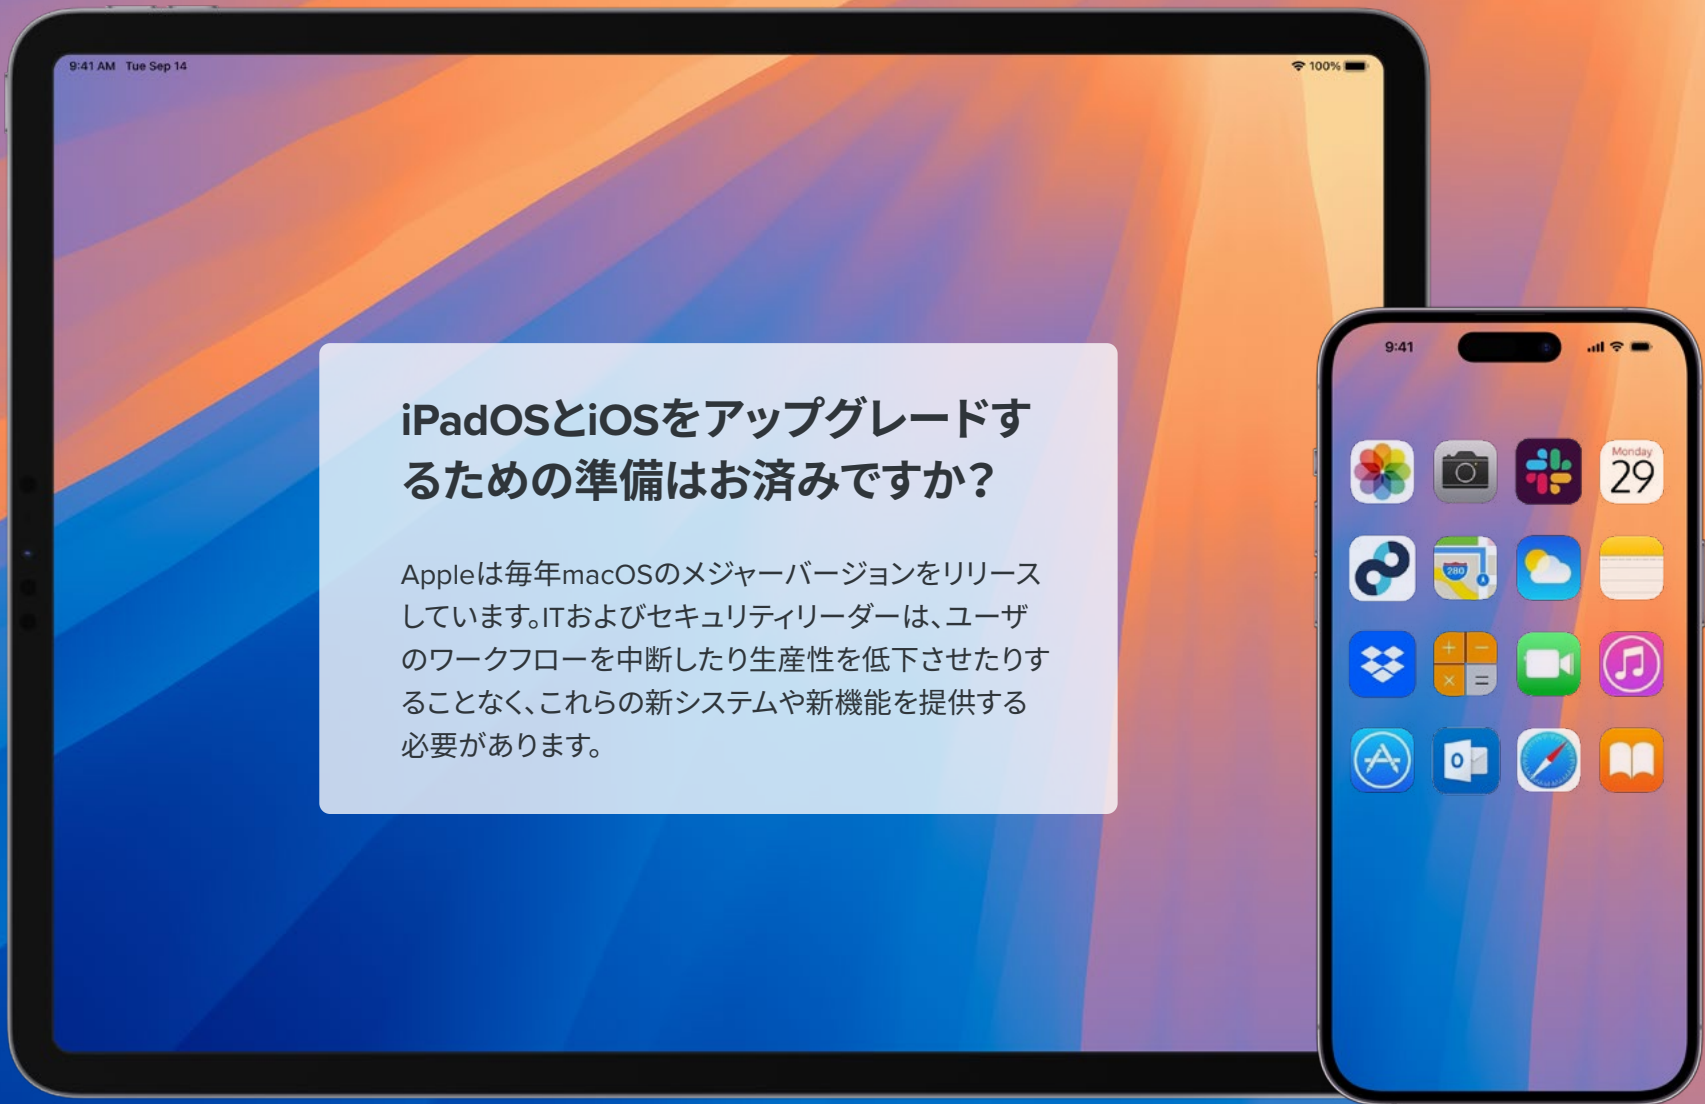 9:41 AM Tue Sep 14
100%
iPadOSとiOSをアップグレードす
るための準備はお済みですか？
Appleは毎年macOSのメジャーバージョンをリリース
しています。ITおよびセキュリティリーダーは、ユーザ
のワークフローを中断したり生産性を低下させたりす
ることなく、これらの新システムや新機能を提供する
必要があります。
9:41
Monday
29
280